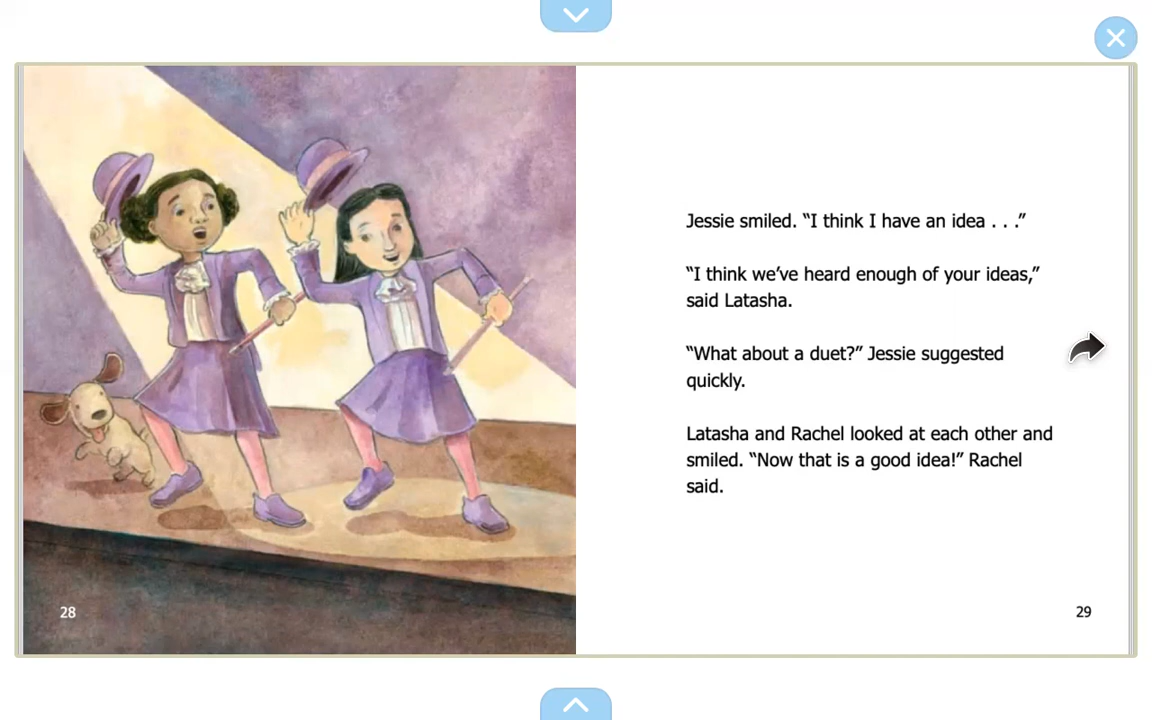 Jessie smiled. “I think I have an idea . . .”
“I think we’ve heard enough of your ideas,”
said Latasha.
“What about a duet?” Jessie suggested
quickly.
Latasha and Rachel looked at each other and
smiled. “Now that is a good idea!” Rachel
said.
28
29